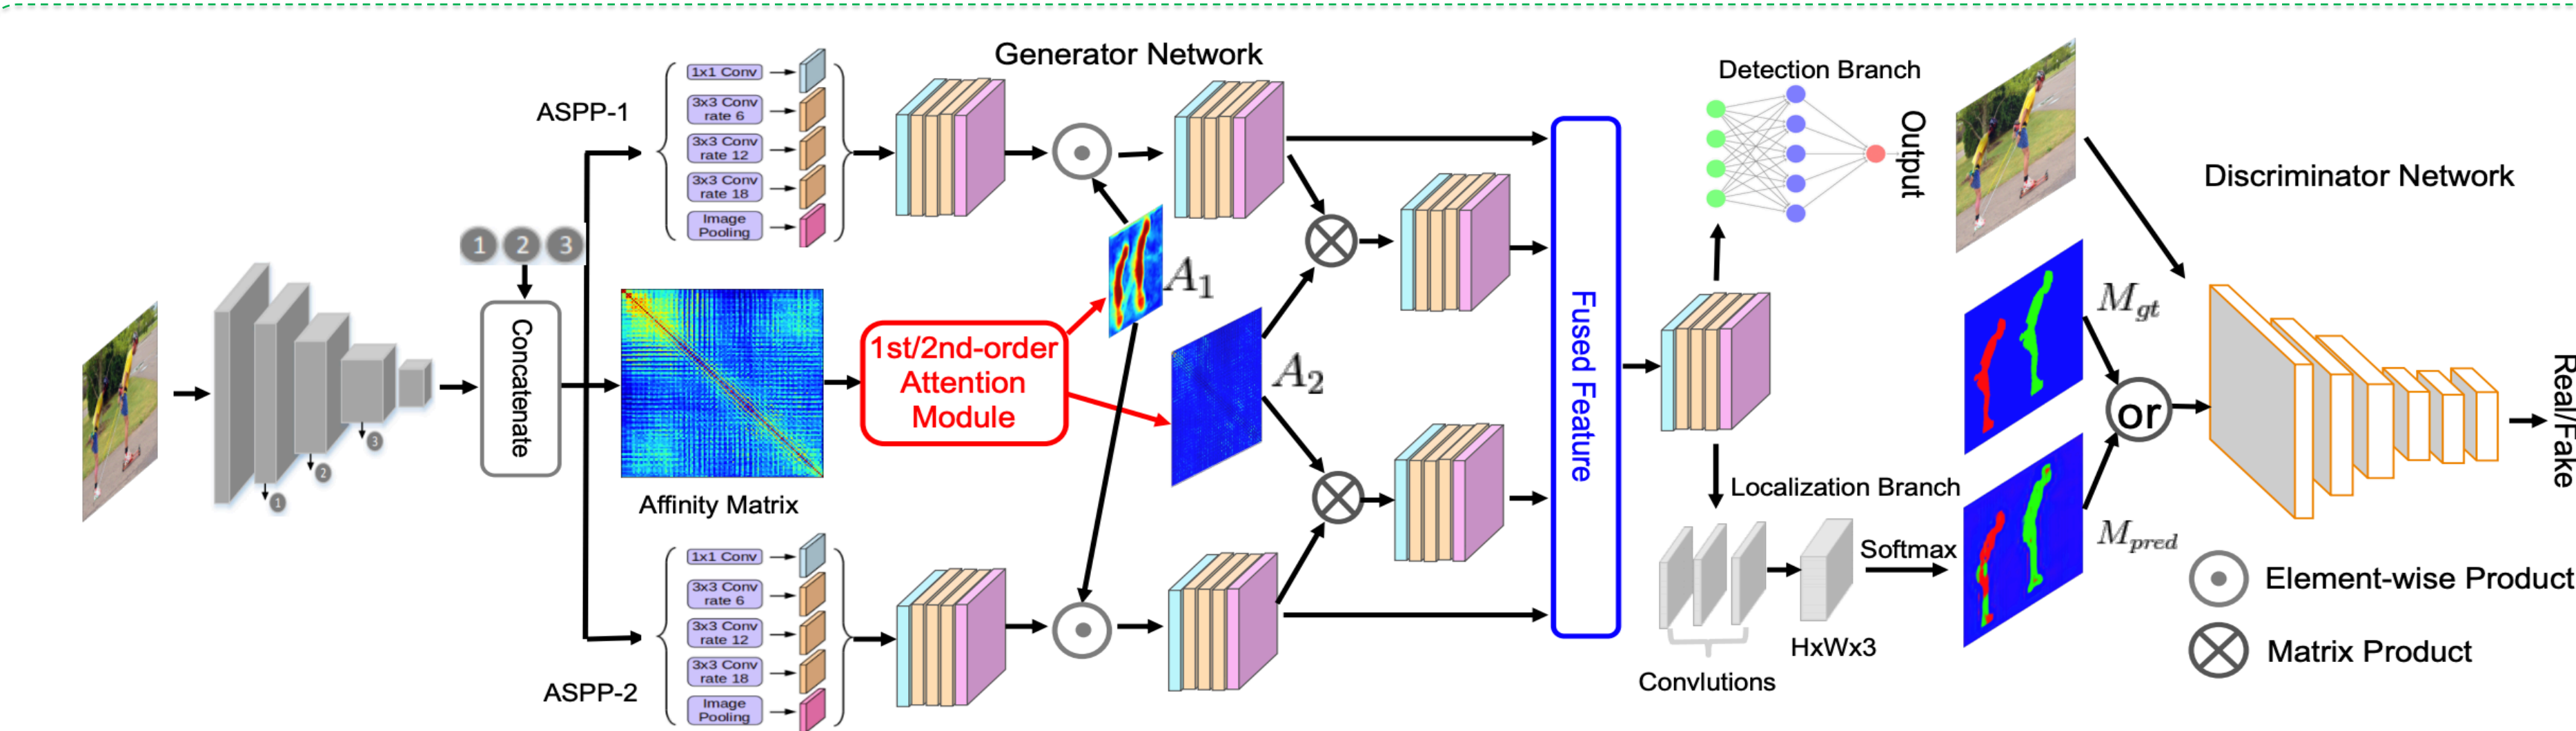 Generator Network
ASPP-1
1x1 Conv
3x3 Conv
rate 6
3x3 Conv
rate 12
3x3 Conv
rate 18
Image
Pooling
1 2 3
Concatenate
1
2
3
Affinity Matrix
1st/2nd-order
Attention
Module
A1
A2
ASPP-2
1x1 Conv
3x3 Conv
rate 6
3x3 Conv
rate 12
3x3 Conv
rate 18
Image
Pooling
Fused Feature
Detection Branch
Output
Localization Branch
Convlutions
HxWx3
Softmax
Discriminator Network
Mgt
Mpred
or
Real/Fake
Element-wise Product
Matrix Product